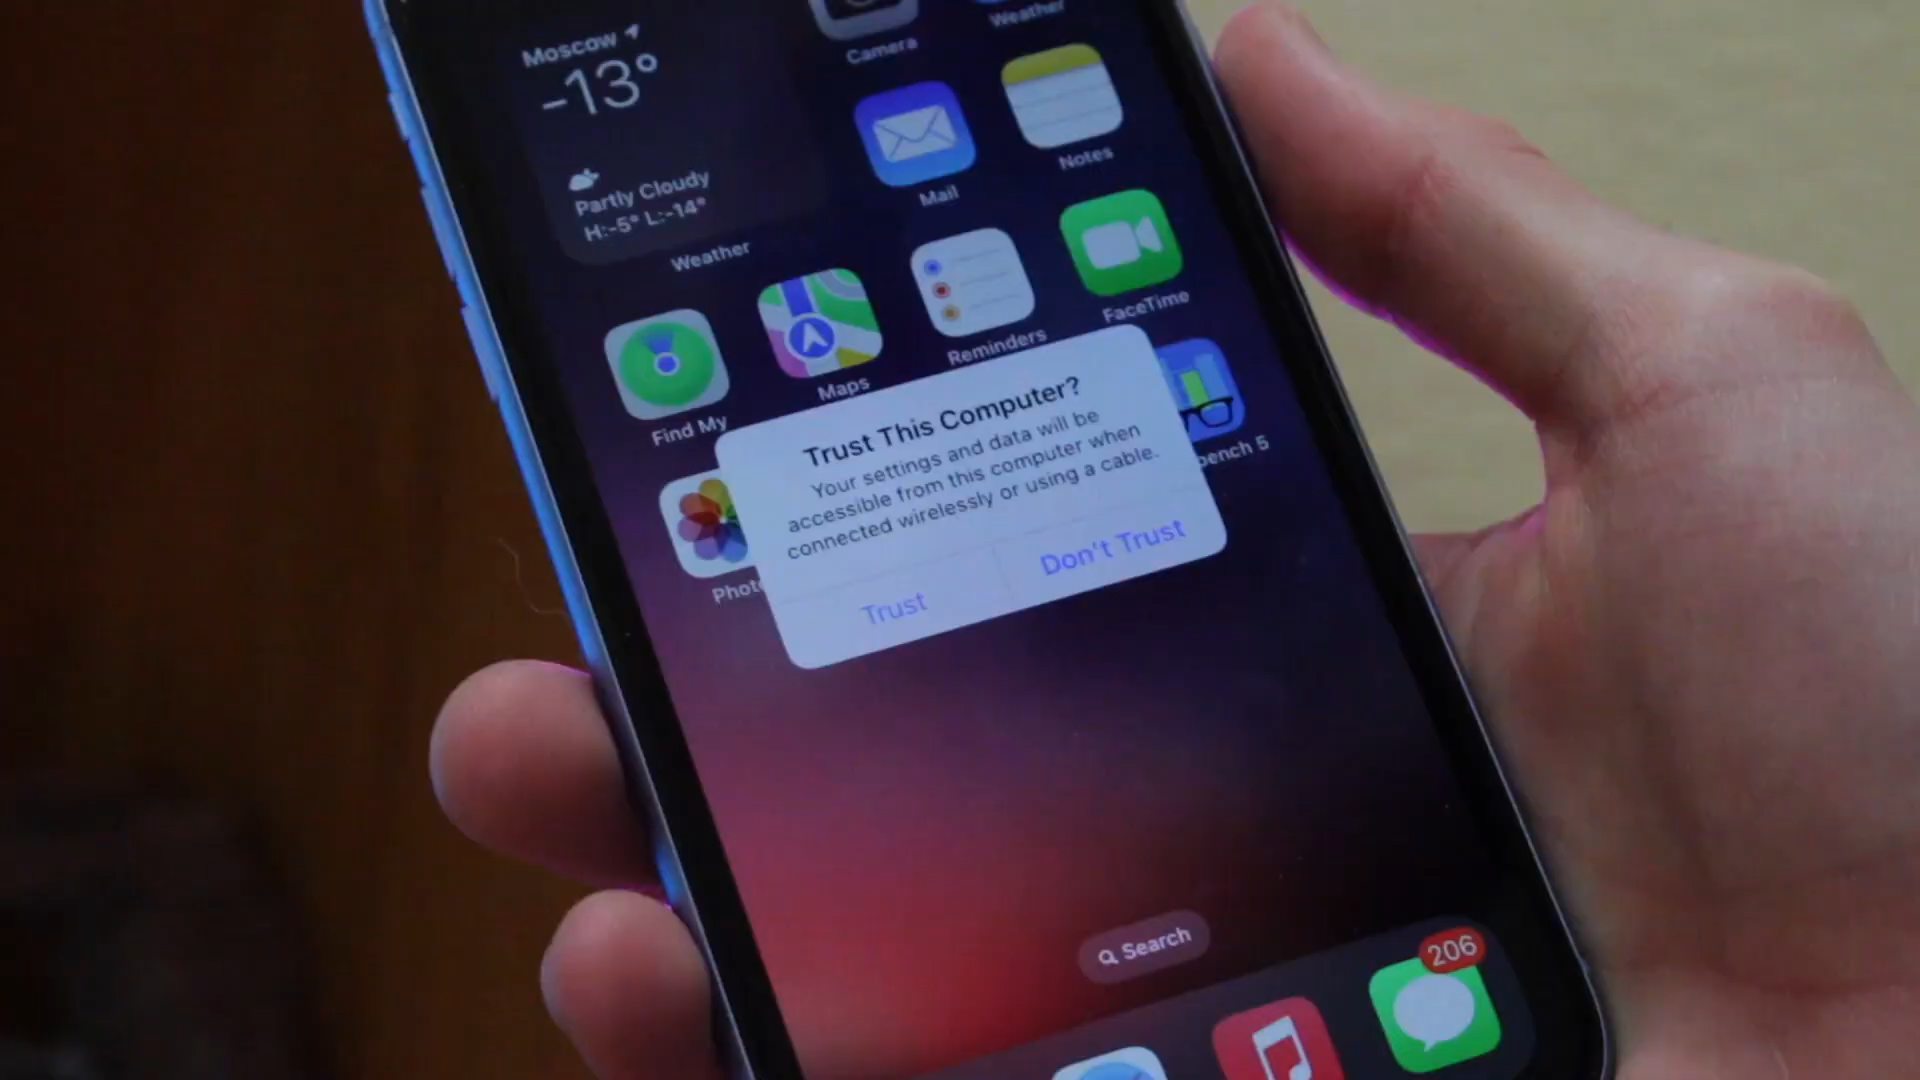 Moscow
-13°
Partly Cloudy
H:-5° L:-14°
Weather
Camera
Weather
Mail
Notes
Find My
Maps
Reminders
FaceTime
Trust This Computer?
Your settings and data will be
accessible from this computer when
connected wirelessly or using a cable.
Trust
Don't Trust
Search
206